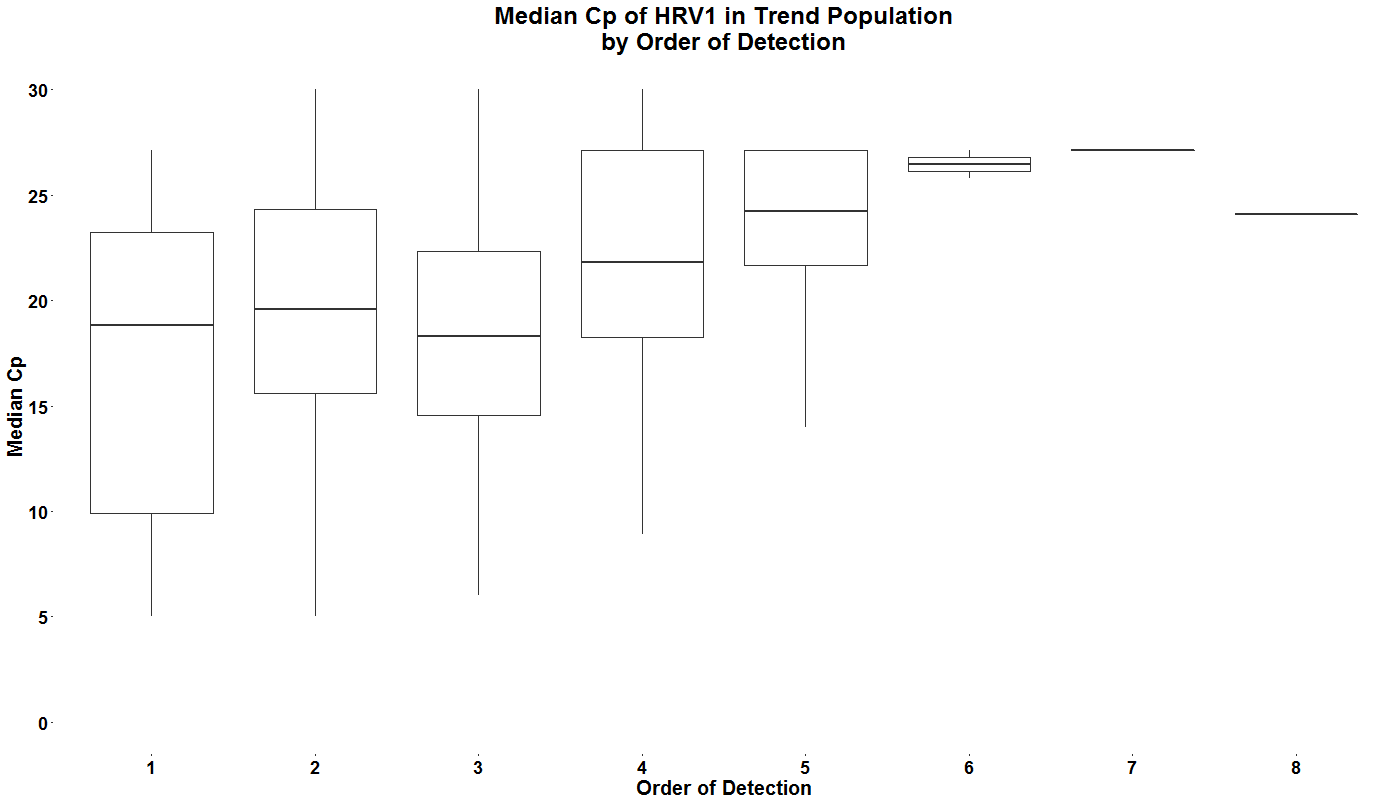 Median Cp of HRV1 in Trend Population
by Order of Detection
30
25
20
15
10
5
0
Median Cp
1 2 3 4 5 6 7 8
Order of Detection